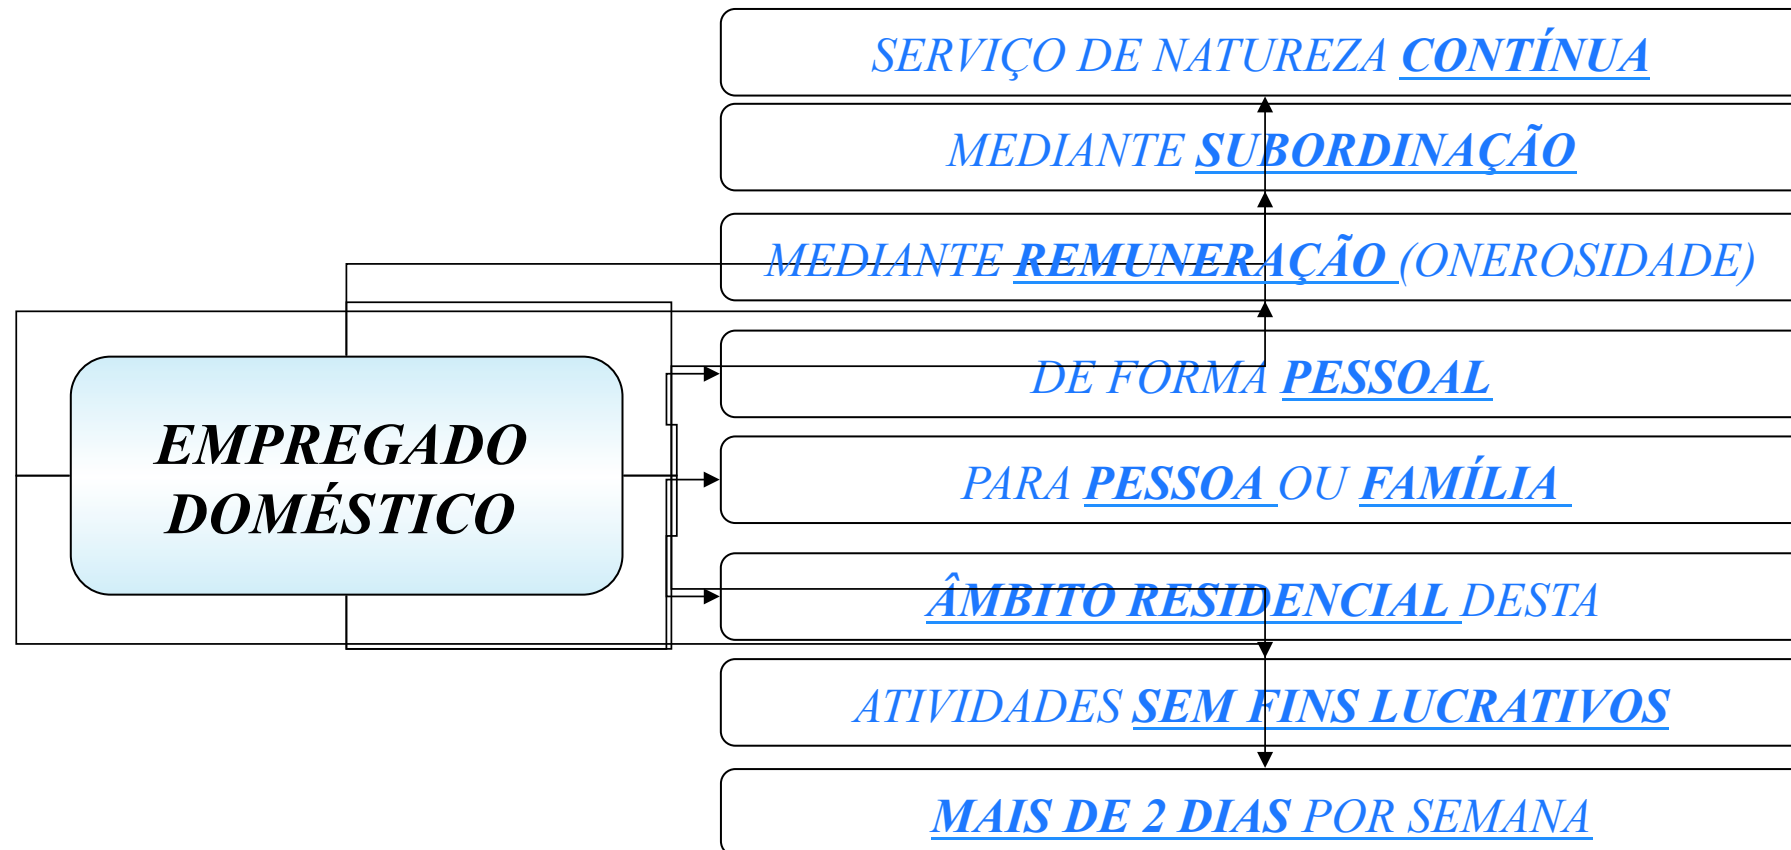 SERVIÇO DE NATUREZA CONTÍNUA
MEDIANTE SUBORDINAÇÃO
MEDIANTE REMUNERAÇÃO (ONEROSIDADE)
DE FORMA PESSOAL
EMPREGADO
DOMÉSTICO
PARA PESSOA OU FAMÍLIA
ÂMBITO RESIDENCIAL DESTA
ATIVIDADES SEM FINS LUCRATIVOS
MAIS DE 2 DIAS POR SEMANA